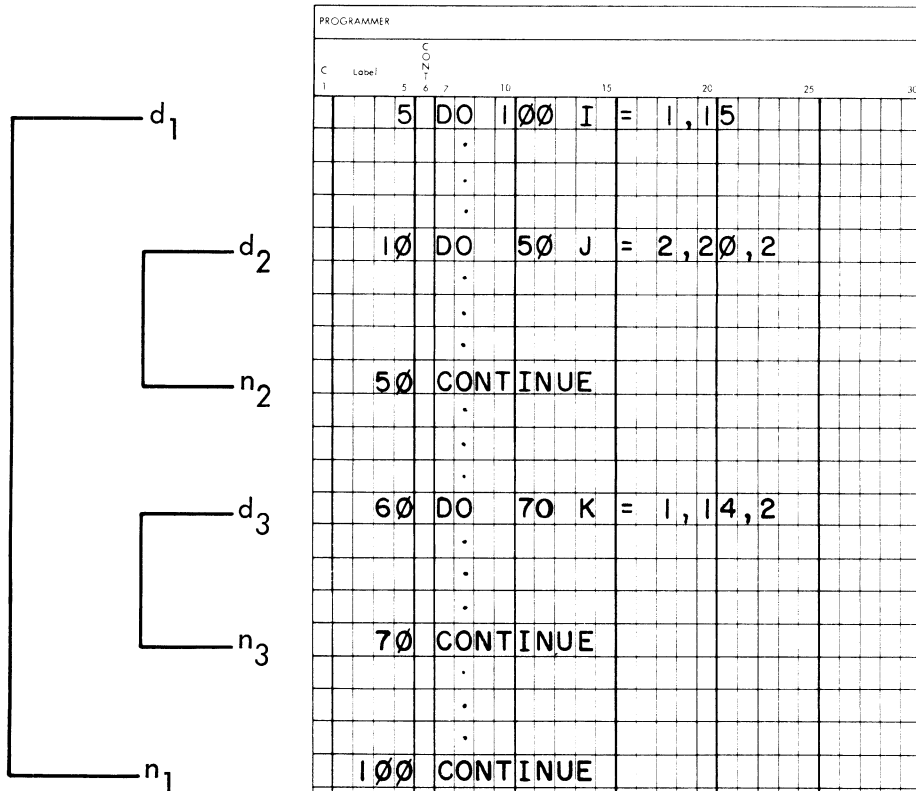 PROGRAMMER
C Label CONT
1 5 6 7 10 15 20 25 30
d1 5 DO 1ØØ I = 1,15
.
.
.
d2 1Ø DO 5Ø J = 2,2Ø,2
.
.
.
n2 5Ø CONTINUE
.
.
.
d3 6Ø DO 7O K = 1,14,2
.
.
.
n3 7Ø CONTINUE
.
.
.
n1 1ØØ CONTINUE